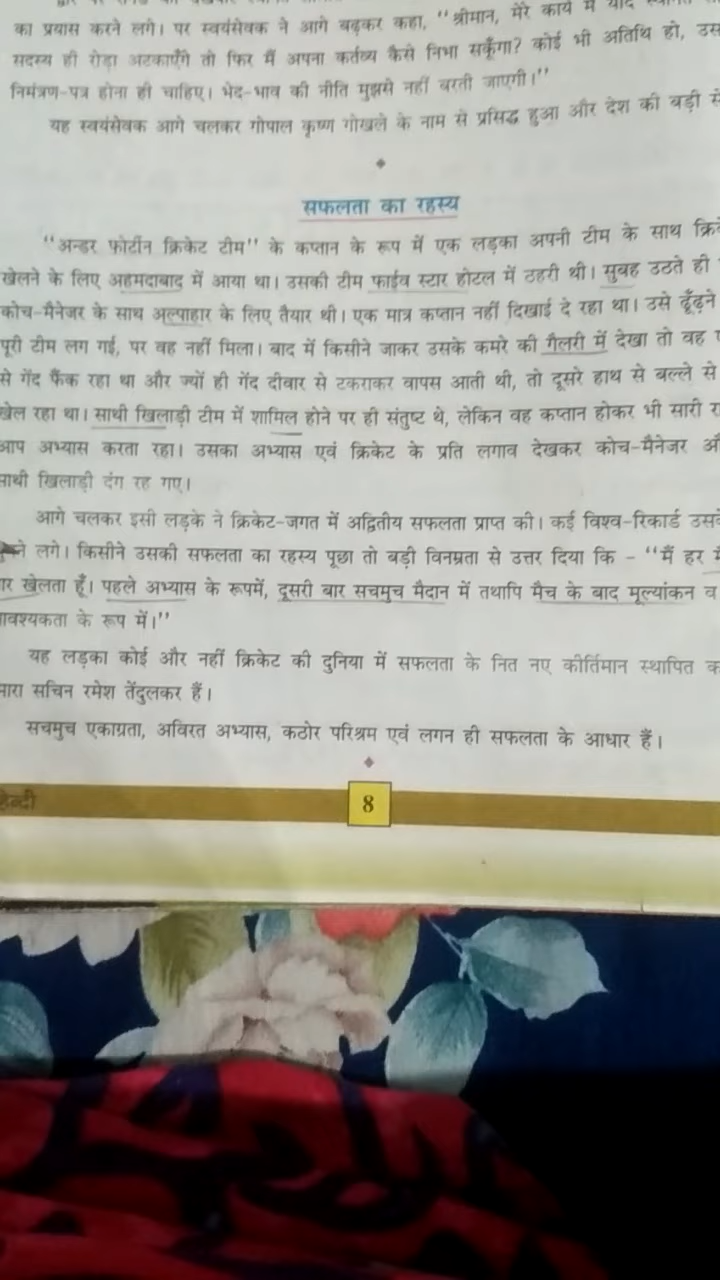 का प्रयास करने लगे। पर स्वयंसेवक ने आगे बढ़कर कहा, "श्रीमान, मेरे कार्य में यदि
सदस्य ही रोड़ा अटकाएँगे तो फिर मैं अपना कर्तव्य कैसे निभा सकूँगा? कोई भी अतिथि हो, उस
निमंत्रण-पत्र होना ही चाहिए। भेद-भाव की नीति मुझसे नहीं बरती जाएगी।"
यह स्वयंसेवक आगे चलकर गोपाल कृष्ण गोखले के नाम से प्रसिद्ध हुआ और देश की बड़ी
सफलता का रहस्य
"अन्डर फोर्टीन क्रिकेट टीम" के कप्तान के रूप में एक लड़का अपनी टीम के साथ
खेलने के लिए अहमदाबाद में आया था। उसकी टीम फाईव स्टार होटल में ठहरी थी। सुबह उठते ही
कोच-मैनेजर के साथ अल्पाहार के लिए तैयार थी। एक मात्र कप्तान नहीं दिखाई दे रहा था। उसे ढूँढ़ने
पूरी टीम लग गई, पर वह नहीं मिला। बाद में किसीने जाकर उसके कमरे की गैलरी में देखा तो वह
से गेंद फैंक रहा था और ज्यों ही गेंद दीवार से टकराकर वापस आती थी, तो दूसरे हाथ से बल्ले से
खेल रहा था। साथी खिलाड़ी टीम में शामिल होने पर ही संतुष्ट थे, लेकिन वह कप्तान होकर भी सारी
आप अभ्यास करता रहा। उसका अभ्यास एवं क्रिकेट के प्रति लगाव देखकर कोच-मैनेजर
साथी खिलाड़ी दंग रह गए।
आगे चलकर इसी लड़के ने क्रिकेट-जगत में अद्वितीय सफलता प्राप्त की। कई विश्व-रिकार्ड
लगे। किसीने उसकी सफलता का रहस्य पूछा तो बड़ी विनम्रता से उत्तर दिया कि - "मैं हर
खेलता हूँ। पहले अभ्यास के रूपमें, दूसरी बार सचमुच मैदान में तथापि मैच के बाद मूल्यांकन व
के रूप में।"
यह लड़का कोई और नहीं क्रिकेट की दुनिया में सफलता के नित नए कीर्तिमान स्थापित
सचिन रमेश तेंदुलकर हैं।
सचमुच एकाग्रता, अविरत अभ्यास, कठोर परिश्रम एवं लगन ही सफलता के आधार हैं।
हिन्दी
8